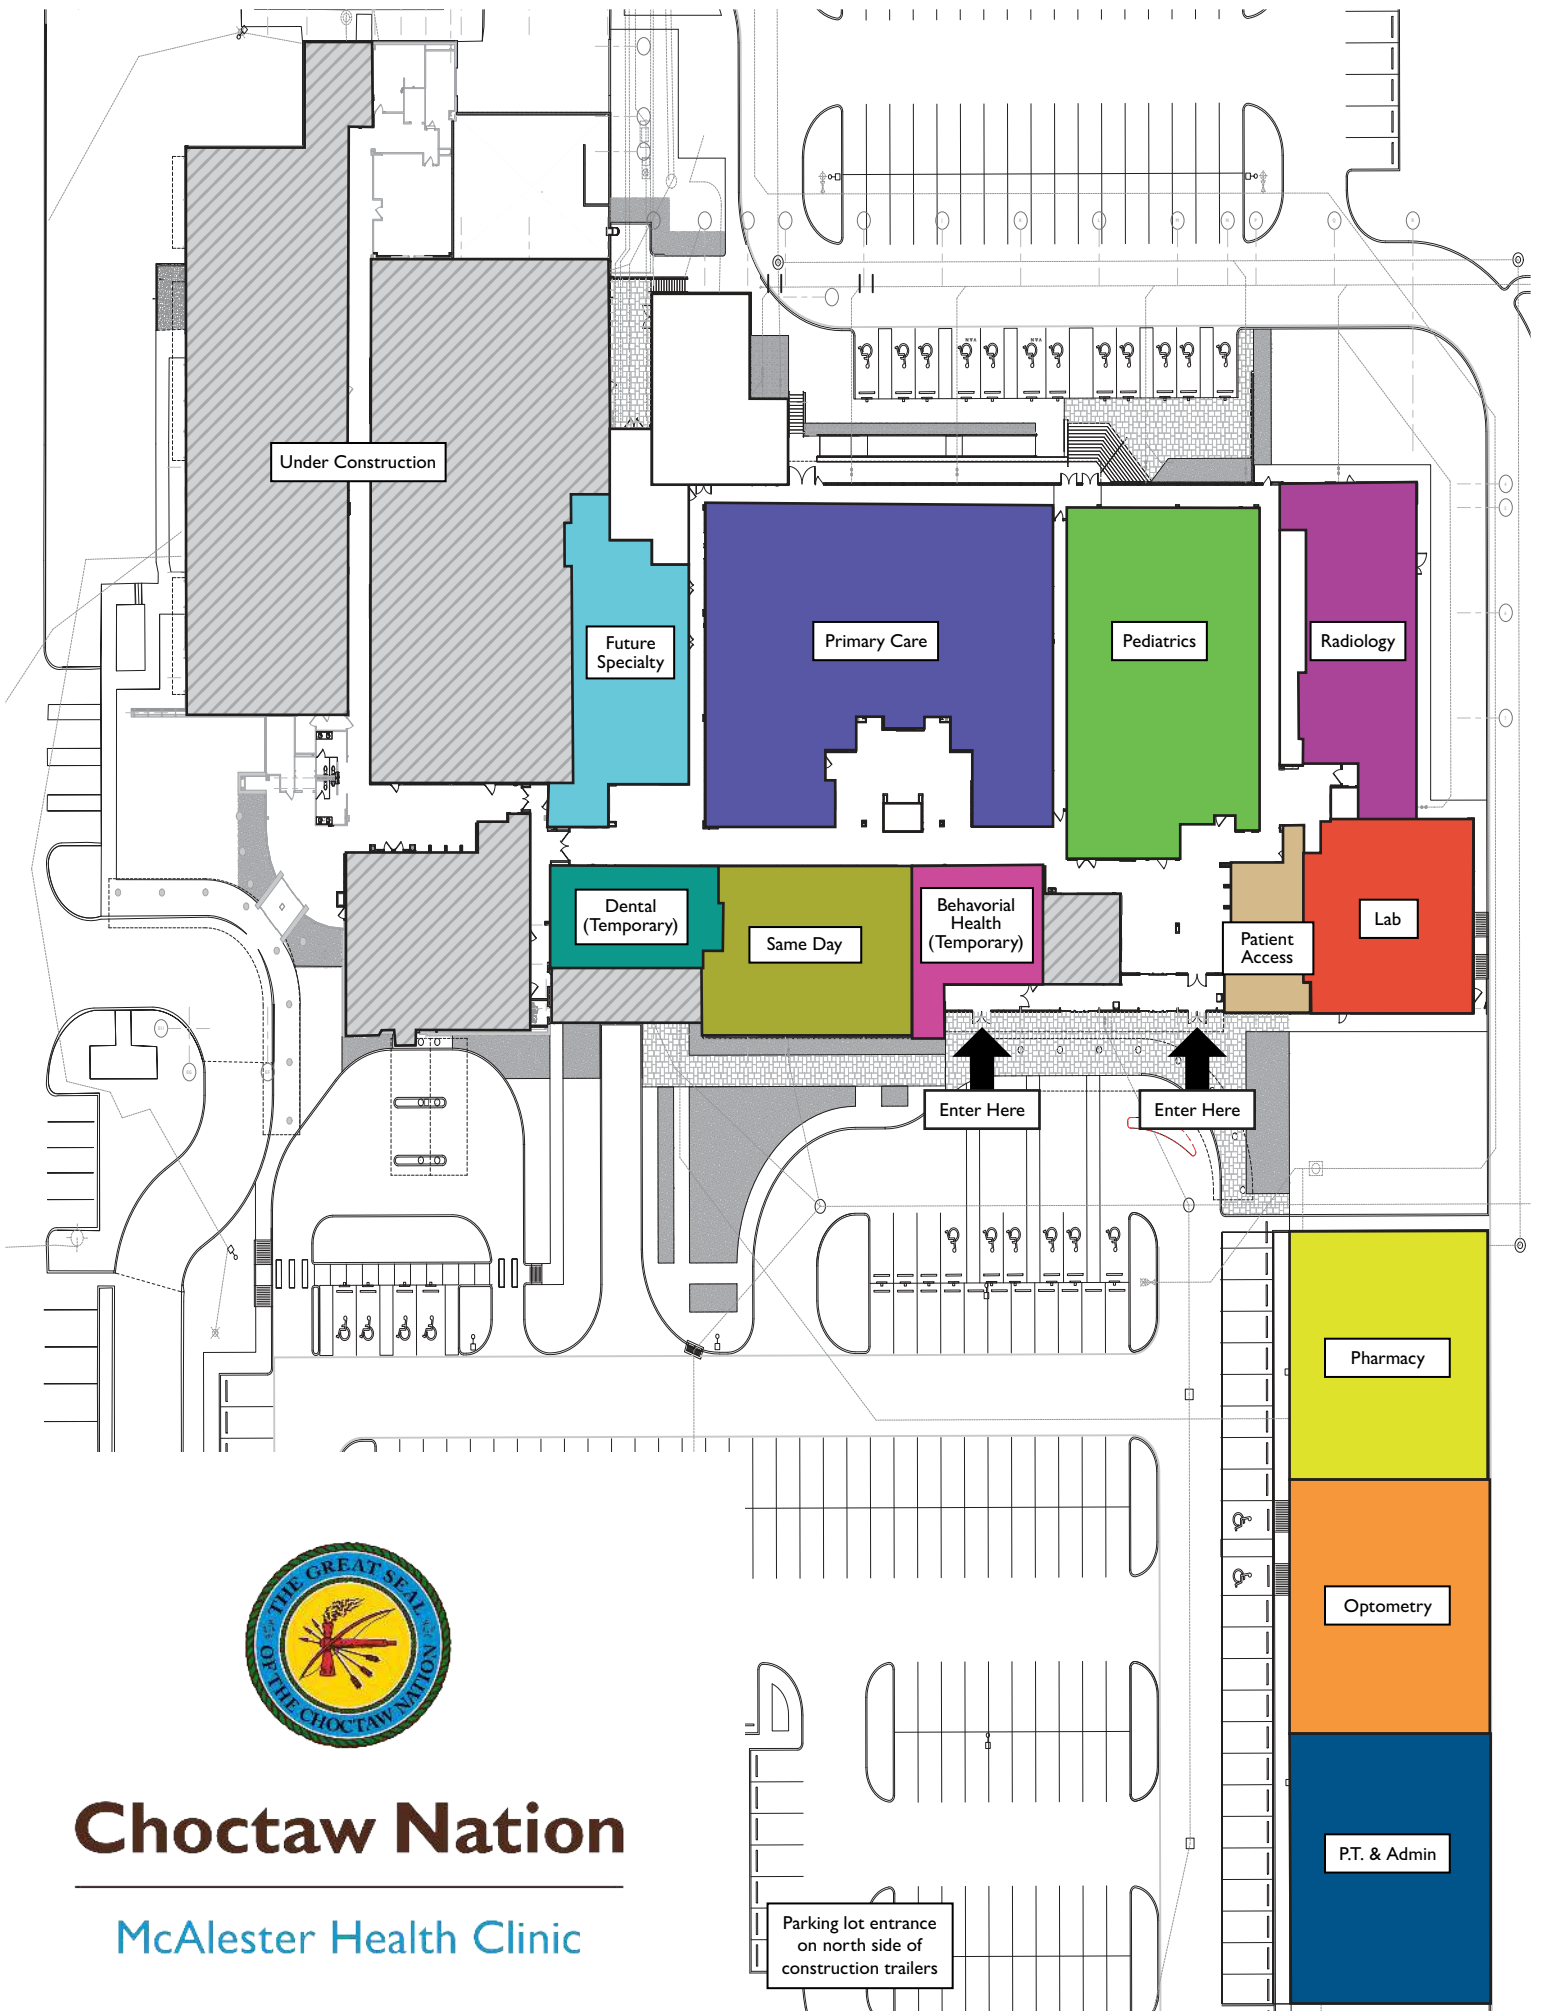 VAN
VAN
Under Construction
Future
Specialty
Primary Care
Pediatrics
Radiology
Dental
(Temporary)
Same Day
Behavorial
Health
(Temporary)
Patient
Access
Lab
Enter Here
Enter Here
Pharmacy
Optometry
P.T. & Admin
THE GREAT SEAL
OF THE CHOCTAW NATION
Choctaw Nation
McAlester Health Clinic
Parking lot entrance
on north side of
construction trailers